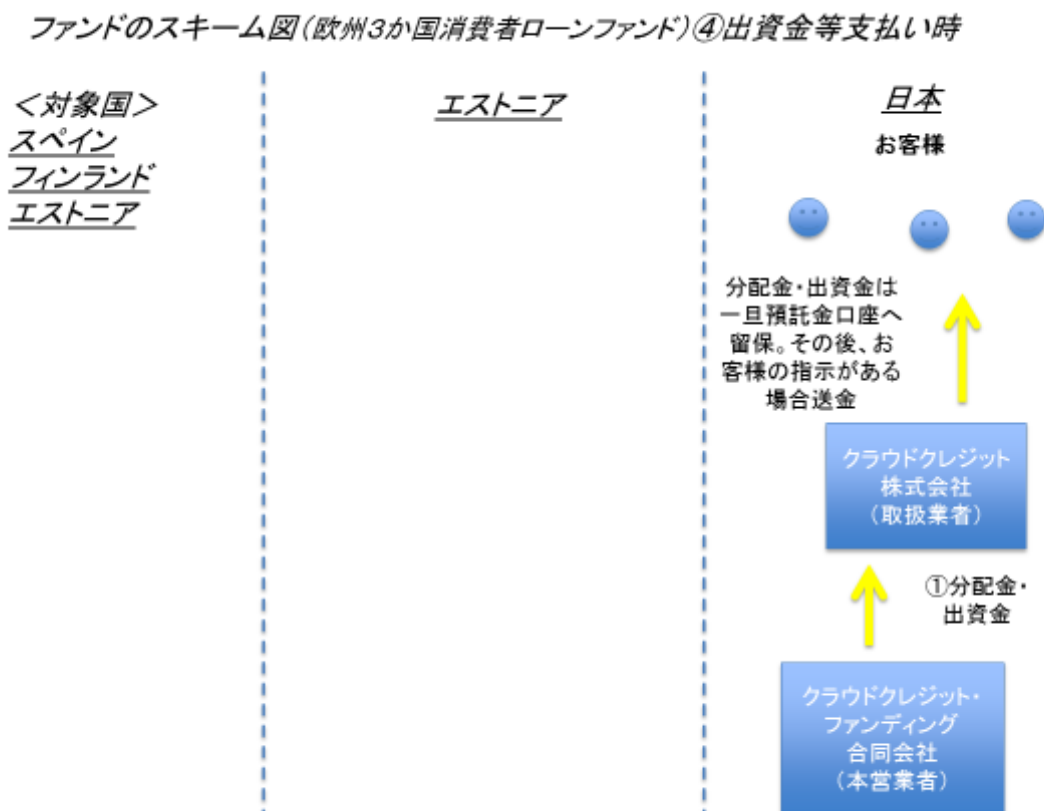 ファンドのスキーム図(欧州3か国消費者ローンファンド)④出資金等支払い時
＜対象国＞
スペイン
フィンランド
エストニア
エストニア
日本
お客様
分配金・出資金は
一旦預託金口座へ
留保。その後、お
客様の指示がある
場合送金
クラウドクレジット
株式会社
（取扱業者）
①分配金・
出資金
クラウドクレジット・
ファンディング
合同会社
（本営業者）